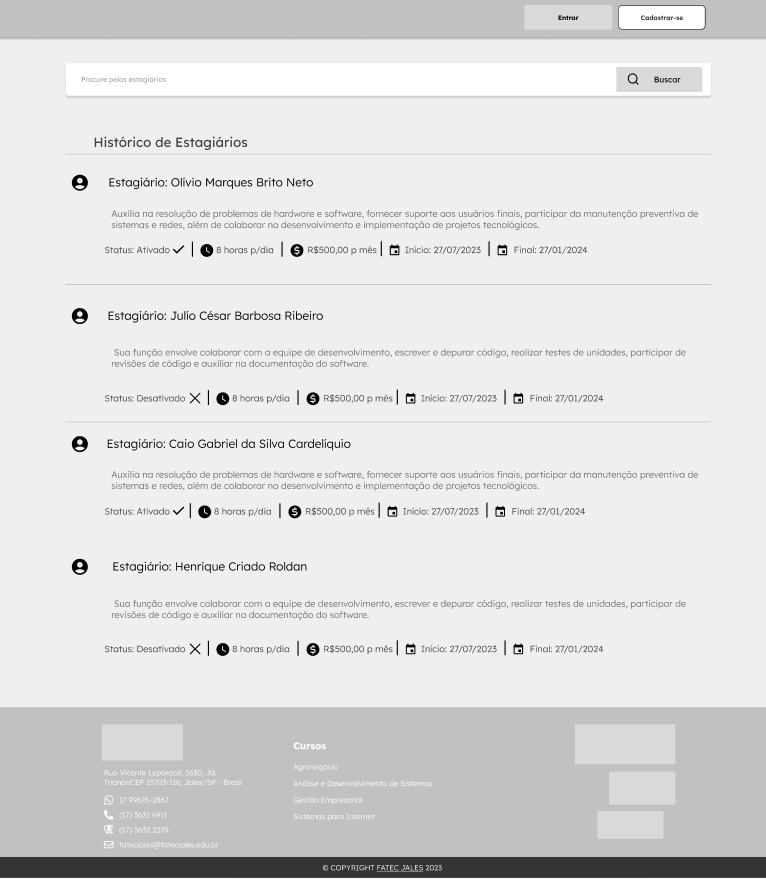 Entrar
Cadastrar-se
Procure pelos estagiários
Buscar
Histórico de Estagiários
Estagiário: Olívio Marques Brito Neto
Auxilia na resolução de problemas de hardware e software, fornecer suporte aos usuários finais, participar da manutenção preventiva de
sistemas e redes, além de colaborar no desenvolvimento e implementação de projetos tecnológicos.
Status: Ativado 8 horas p/dia R$500,00 p mês Início: 27/07/2023 Final: 27/01/2024
Estagiário: Julio César Barbosa Ribeiro
Sua função envolve colaborar com a equipe de desenvolvimento, escrever e depurar código, realizar testes de unidades, participar de
revisões de código e auxiliar na documentação do software.
Status: Desativado 8 horas p/dia R$500,00 p mês Início: 27/07/2023 Final: 27/01/2024
Estagiário: Caio Gabriel da Silva Cardelíquio
Auxilia na resolução de problemas de hardware e software, fornecer suporte aos usuários finais, participar da manutenção preventiva de
sistemas e redes, além de colaborar no desenvolvimento e implementação de projetos tecnológicos.
Status: Ativado 8 horas p/dia R$500,00 p mês Início: 27/07/2023 Final: 27/01/2024
Estagiário: Henrique Criado Roldan
Sua função envolve colaborar com a equipe de desenvolvimento, escrever e depurar código, realizar testes de unidades, participar de
revisões de código e auxiliar na documentação do software.
Status: Desativado 8 horas p/dia R$500,00 p mês Início: 27/07/2023 Final: 27/01/2024
Rua Vicente Leporace, 2630, Jd.
TrianonCEP 15703-116, Jales/SP - Brasil
17 99676-2867
(17) 3621 6911
(17) 3632 2239
fatecjales@fatecjales.edu.br
Cursos
Agronegócio
Análise e Desenvolvimento de Sistemas
Gestão Empresarial
Sistemas para Internet
© COPYRIGHT FATEC JALES 2023